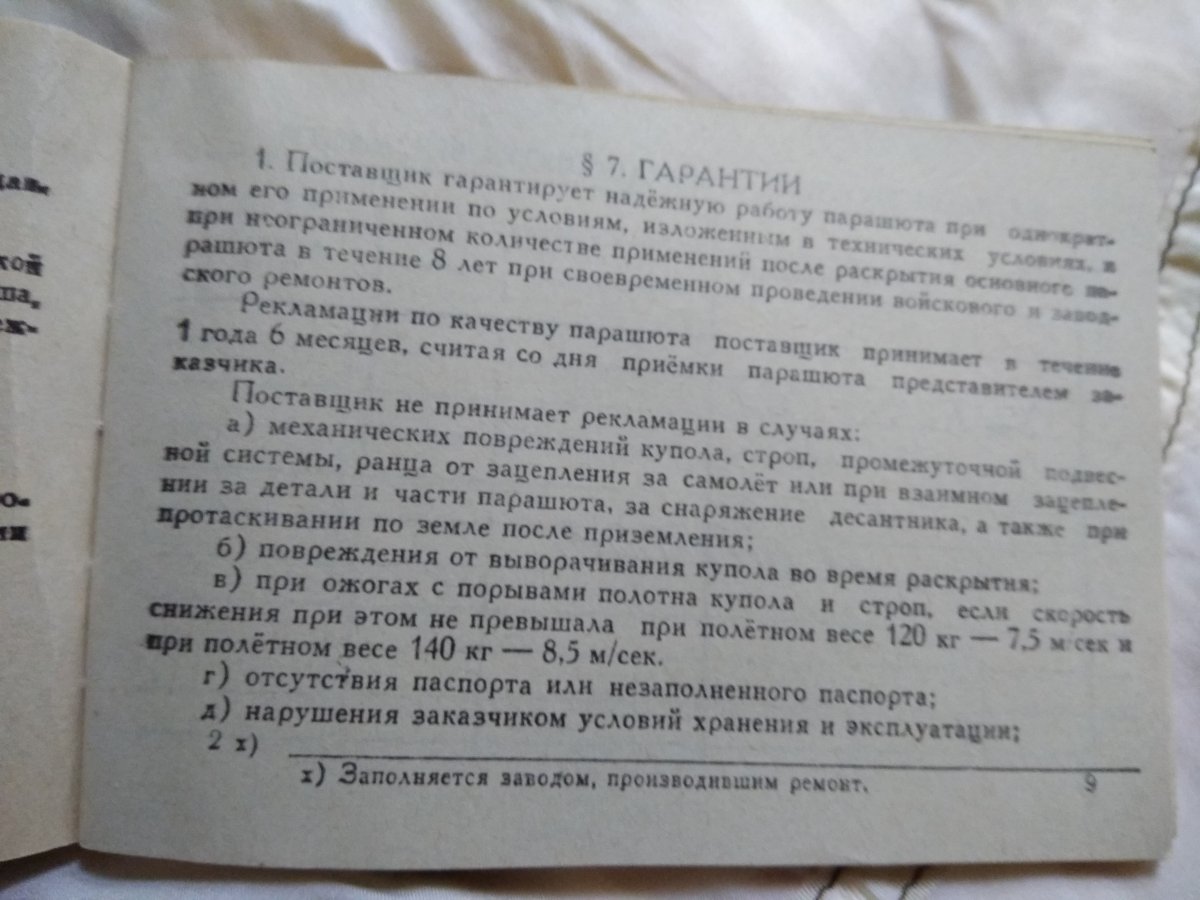 § 7. ГАРАНТИИ
1. Поставщик гарантирует надёжную работу парашюта при однократ-
ном его применении по условиям, изложенным в технических условиях, и
при неограниченном количестве применений после раскрытия основного па-
рашюта в течение 8 лет при своевременном проведении войскового и завод-
ского ремонтов.
Рекламации по качеству парашюта поставщик принимает в течение
1 года 6 месяцев, считая со дня приёмки парашюта представителем за-
казчика.
Поставщик не принимает рекламации в случаях:
а) механических повреждений купола, строп, промежуточной подвес-
ной системы, ранца от зацепления за самолёт или при взаимном зацепле-
нии за детали и части парашюта, за снаряжение десантника, а также при
протаскивании по земле после приземления;
б) повреждения от выворачивания купола во время раскрытия;
в) при ожогах с порывами полотна купола и строп, если скорость
снижения при этом не превышала при полётном весе 120 кг — 7,5 м/сек и
при полётном весе 140 кг — 8,5 м/сек.
г) отсутствия паспорта или незаполненного паспорта;
д) нарушения заказчиком условий хранения и эксплуатации;
2 х)
х) Заполняется заводом, производившим ремонт.
9